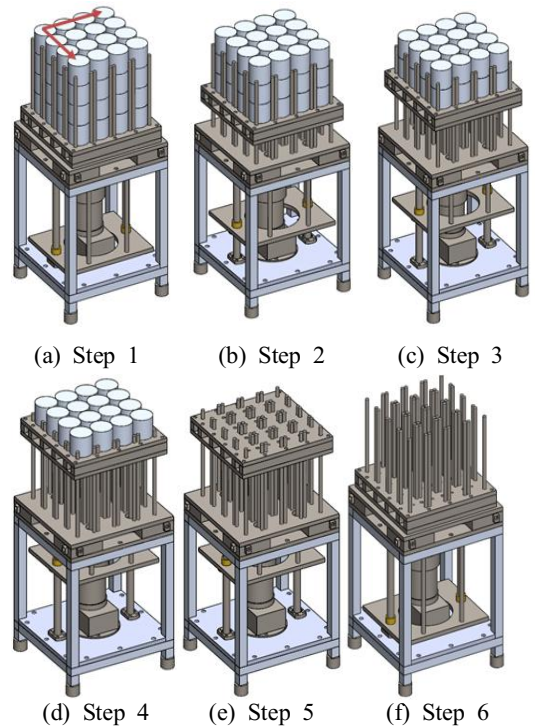 (a) Step 1
(b) Step 2
(c) Step 3
(d) Step 4
(e) Step 5
(f) Step 6